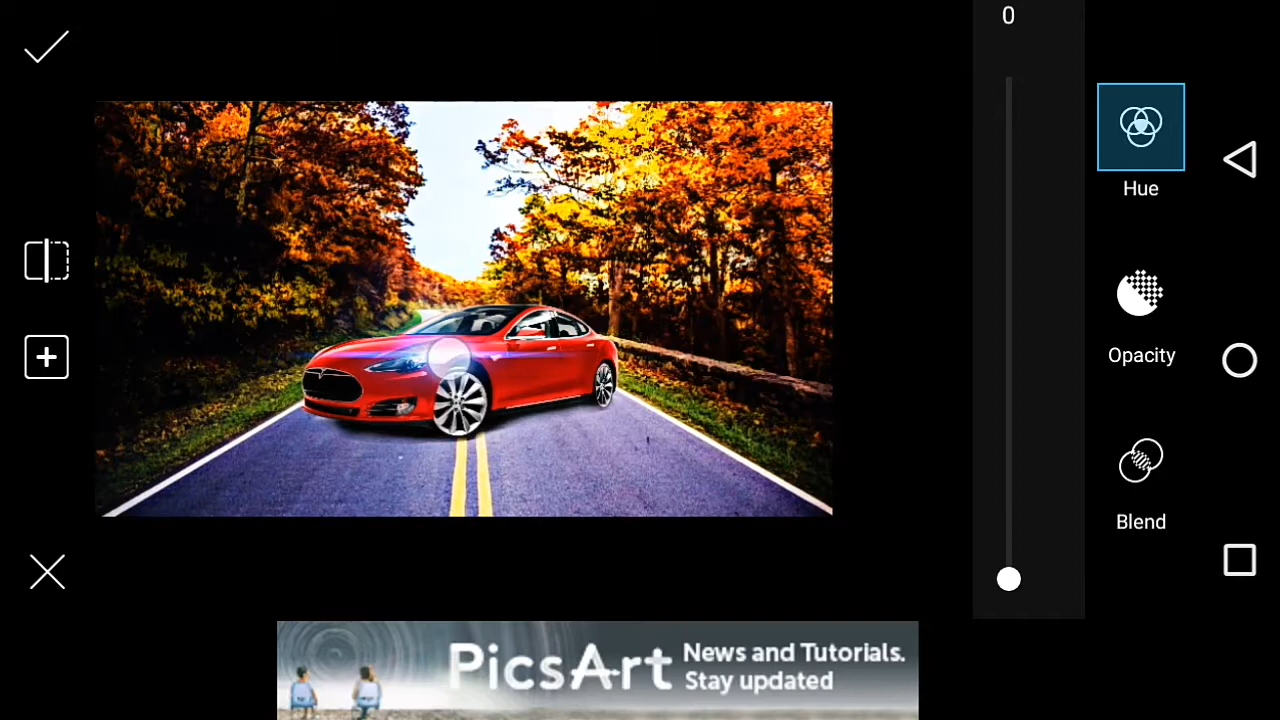 0
Hue
Opacity
Blend
PicsArt
News and Tutorials.
Stay updated